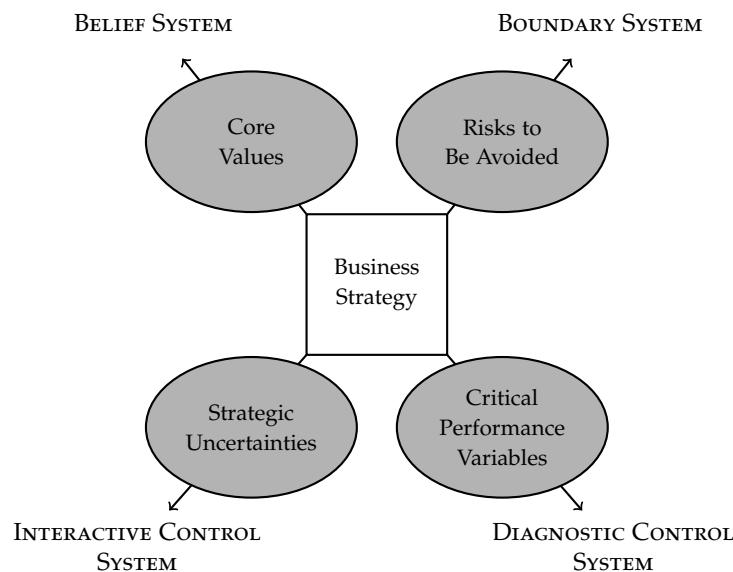 BELIEF SYSTEM
BOUNDARY SYSTEM
Core
Values
Risks to
Be Avoided
Business
Strategy
Strategic
Uncertainties
Critical
Performance
Variables
INTERACTIVE CONTROL
SYSTEM
DIAGNOSTIC CONTROL
SYSTEM